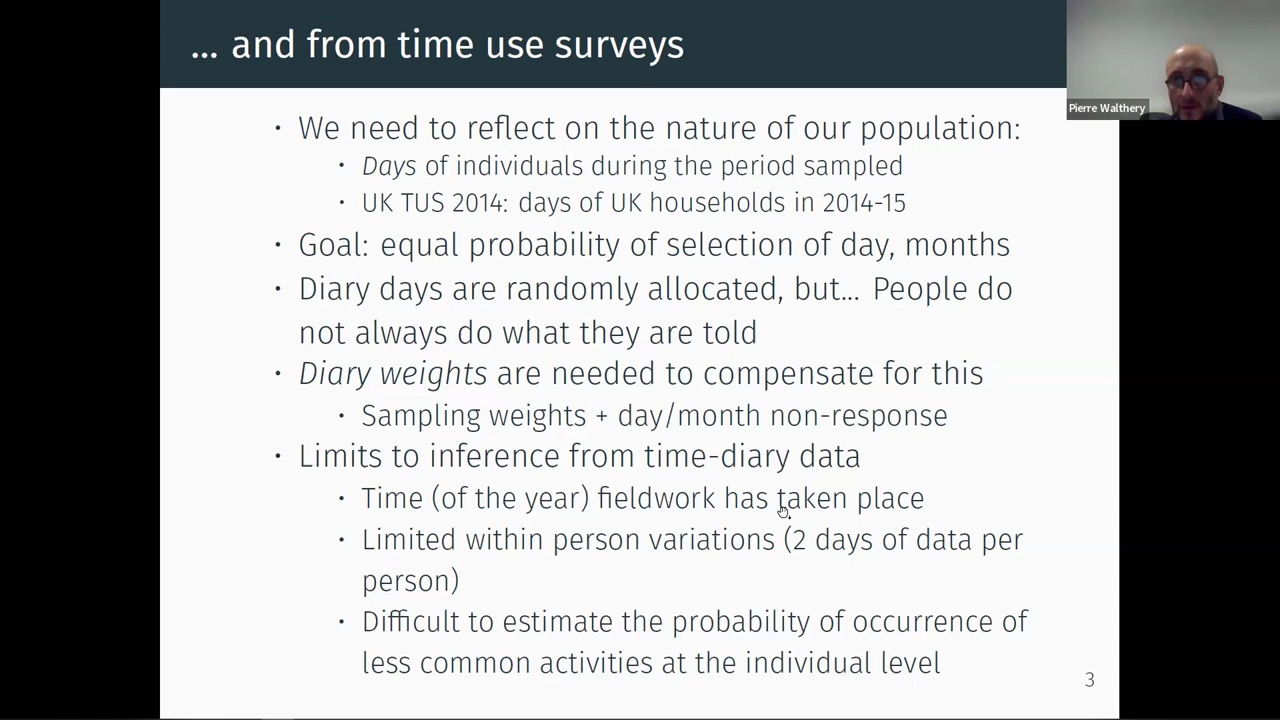 ... and from time use surveys
Pierre Walthery
• We need to reflect on the nature of our population:
• Days of individuals during the period sampled
• UK TUS 2014: days of UK households in 2014-15
• Goal: equal probability of selection of day, months
• Diary days are randomly allocated, but... People do
not always do what they are told
• Diary weights are needed to compensate for this
• Sampling weights + day/month non-response
• Limits to inference from time-diary data
• Time (of the year) fieldwork has taken place
• Limited within person variations (2 days of data per
person)
• Difficult to estimate the probability of occurrence of
less common activities at the individual level
3